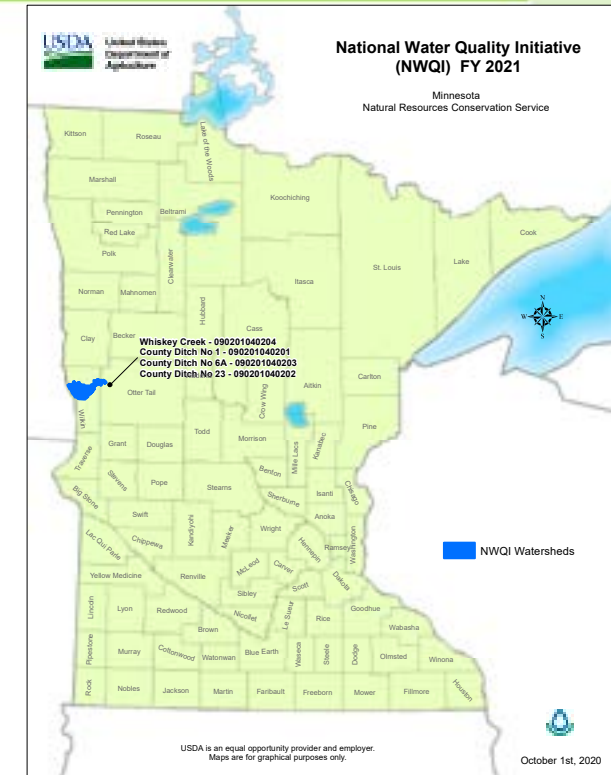 USDA
United States
Department of
Agriculture
National Water Quality Initiative
(NWQI) FY 2021
Minnesota
Natural Resources Conservation Service
Kittson
Roseau
Lake of the Woods
Marshall
Koochiching
Pennington
Beltrami
Red Lake
Cook
Polk
Clearwater
St. Louis
Lake
Itasca
Norman
Mahnomen
Hubbard
Cass
Clay
Becker
N
W
E
S
Whiskey Creek - 090201040204
County Ditch No 1 - 090201040201
County Ditch No 6A - 090201040203
County Ditch No 23 - 090201040202
Aitkin
Carlton
Otter Tail
Crow Wing
Wilkin
Pine
Todd
Morrison
Mille Lacs
Kanabec
Grant
Douglas
Traverse
Benton
Stevens
Pope
Stearns
Isanti
Chisago
Big Stone
Sherburne
Swift
Kandiyohi
Meeker
Wright
Anoka
Lac Qui Parle
Chippewa
Hennepin
Ramsey
Washington
NWQI Watersheds
McLeod
Carver
Yellow Medicine
Renville
Scott
Dakota
Sibley
Lincoln
Lyon
Redwood
Nicollet
Le Sueur
Rice
Goodhue
Brown
Wabasha
Pipestone
Murray
Cottonwood
Watonwan
Blue Earth
Waseca
Steele
Dodge
Olmsted
Winona
Rock
Nobles
Jackson
Martin
Faribault
Freeborn
Mower
Fillmore
Houston
USDA is an equal opportunity provider and employer.
Maps are for graphical purposes only.
October 1st, 2020